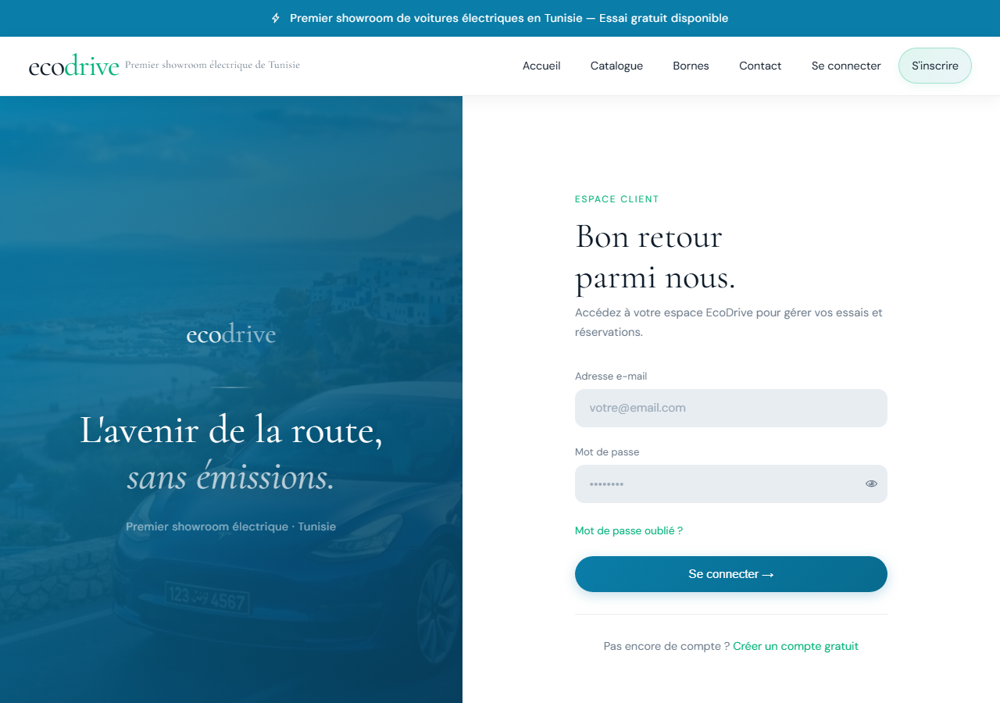 Premier showroom de voitures électriques en Tunisie — Essai gratuit disponible
ecodrive Premier showroom électrique de Tunisie
Accueil Catalogue Bornes Contact Se connecter S'inscrire
ecodrive
L'avenir de la route,
sans émissions.
Premier showroom électrique · Tunisie
ESPACE CLIENT
Bon retour
parmi nous.
Accédez à votre espace EcoDrive pour gérer vos essais et
réservations.
Adresse e-mail
votre@email.com
Mot de passe
••••••••
Mot de passe oublié ?
Se connecter →
Pas encore de compte ? Créer un compte gratuit
123 4567